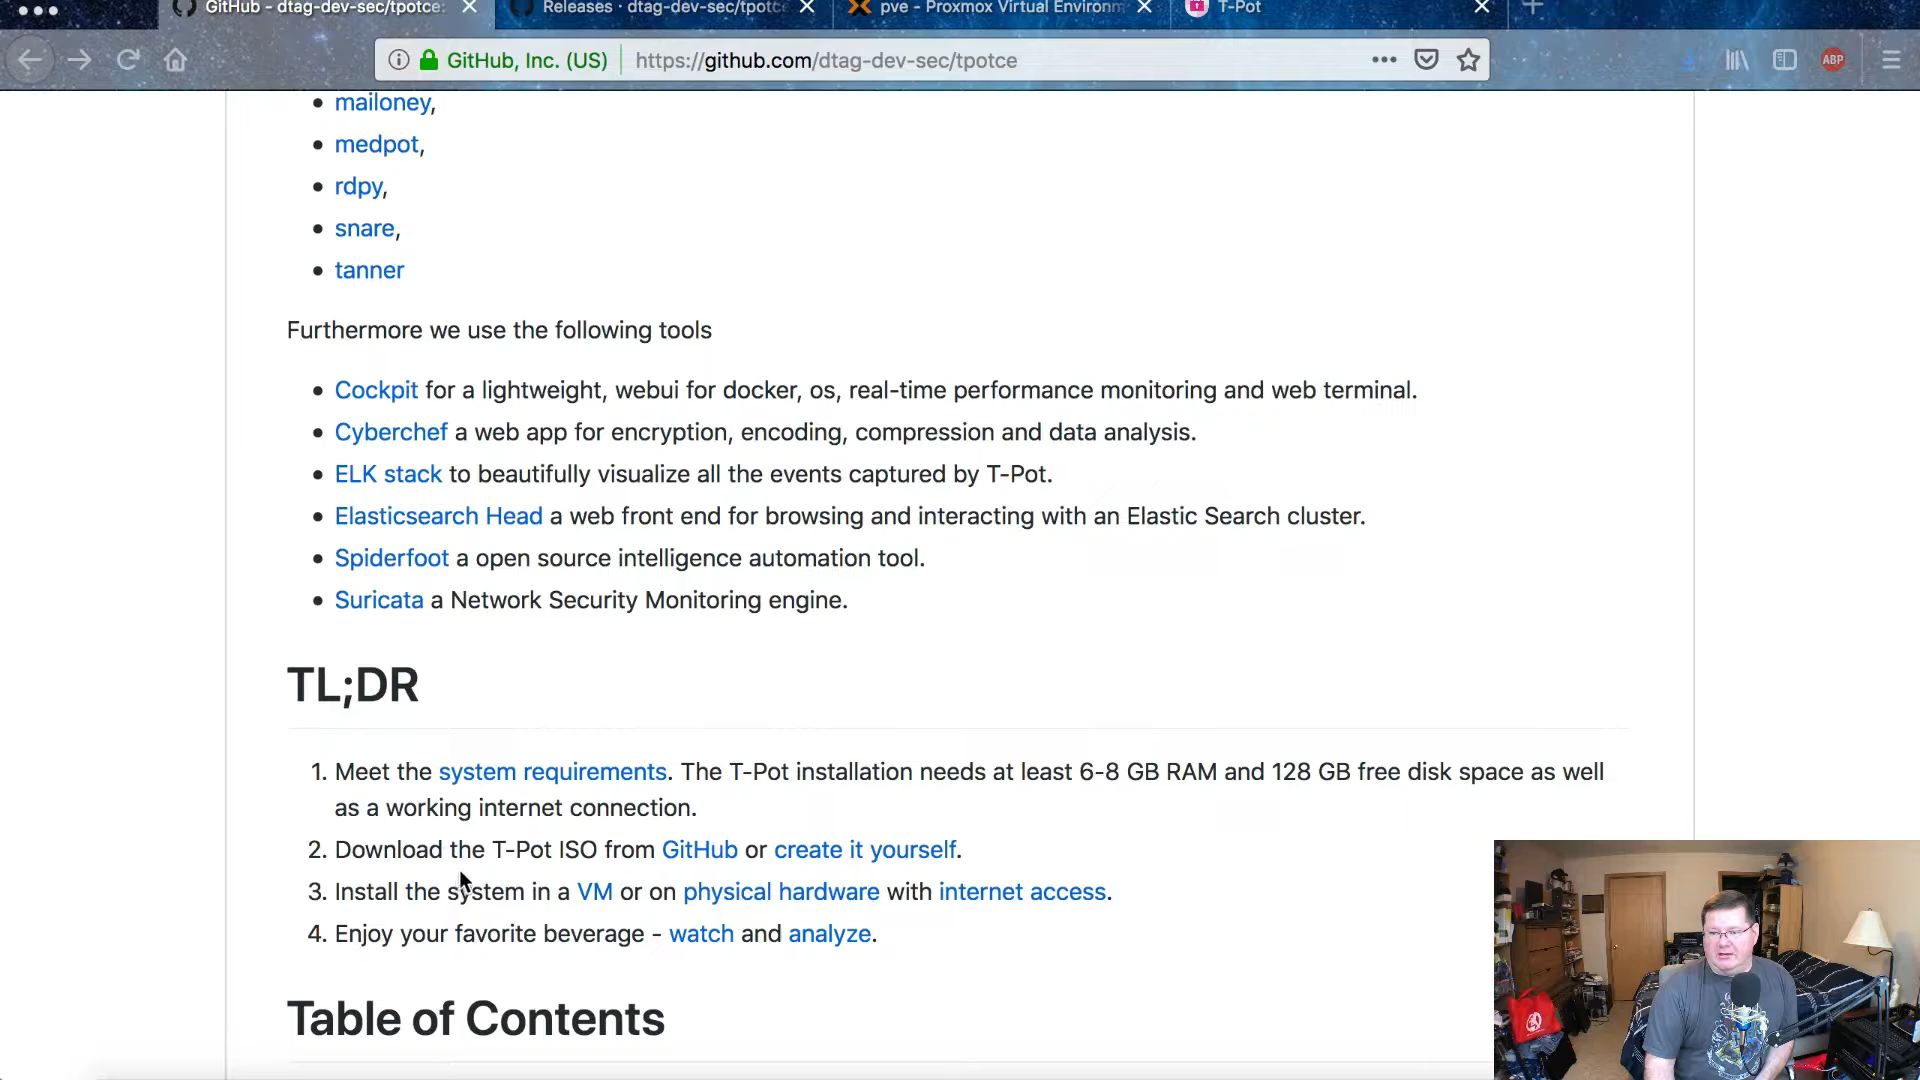 GitHub - dtag-dev-sec/tpotce:
Releases · dtag-dev-sec/tpotce
pve - Proxmox Virtual Environm
T-Pot
GitHub, Inc. (US)
https://github.com/dtag-dev-sec/tpotce
ABP
mailoney,
medpot,
rdpy,
snare,
tanner
Furthermore we use the following tools
Cockpit for a lightweight, webui for docker, os, real-time performance monitoring and web terminal.
Cyberchef a web app for encryption, encoding, compression and data analysis.
ELK stack to beautifully visualize all the events captured by T-Pot.
Elasticsearch Head a web front end for browsing and interacting with an Elastic Search cluster.
Spiderfoot a open source intelligence automation tool.
Suricata a Network Security Monitoring engine.
TL;DR
1. Meet the system requirements. The T-Pot installation needs at least 6-8 GB RAM and 128 GB free disk space as well
as a working internet connection.
2. Download the T-Pot ISO from GitHub or create it yourself.
3. Install the system in a VM or on physical hardware with internet access.
4. Enjoy your favorite beverage - watch and analyze.
Table of Contents